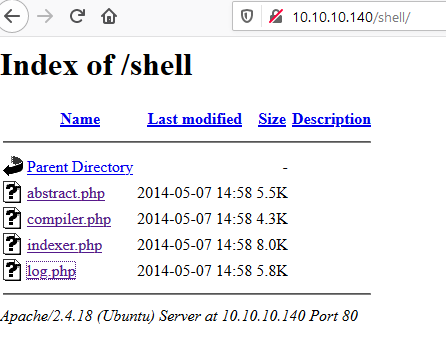 10.10.10.140/shell/
Index of /shell
Name Last modified Size Description
Parent Directory -
abstract.php 2014-05-07 14:58 5.5K
compiler.php 2014-05-07 14:58 4.3K
indexer.php 2014-05-07 14:58 8.0K
log.php 2014-05-07 14:58 5.8K
Apache/2.4.18 (Ubuntu) Server at 10.10.10.140 Port 80